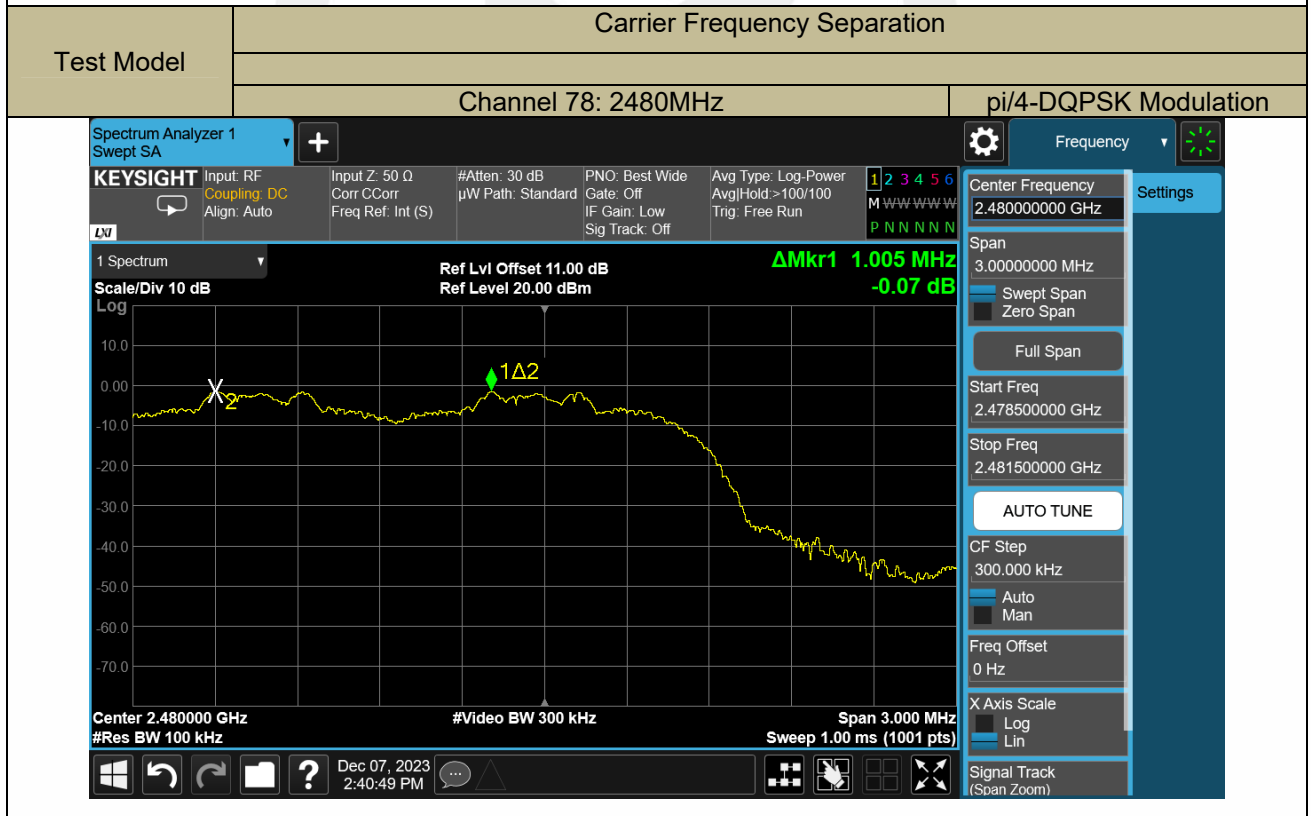 Carrier Frequency Separation
Test Model
Channel 78: 2480MHz
pi/4-DQPSK Modulation
Spectrum Analyzer 1
Swept SA
+
Frequency
KEYSIGHT
Input: RF
Coupling: DC
Align: Auto
Input Z: 50 Ω
Corr CCorr
Freq Ref: Int (S)
#Atten: 30 dB
µW Path: Standard
PNO: Best Wide
Gate: Off
IF Gain: Low
Sig Track: Off
Avg Type: Log-Power
Avg|Hold:>100/100
Trig: Free Run
1 2 3 4 5 6
M W W W W W
P N N N N N
LXI
1 Spectrum
Scale/Div 10 dB
Log
Ref Lvl Offset 11.00 dB
Ref Level 20.00 dBm
ΔMkr1 1.005 MHz
-0.07 dB
10.0
0.00
-10.0
-20.0
-30.0
-40.0
-50.0
-60.0
-70.0
X
2
1Δ2
Center 2.480000 GHz
#Res BW 100 kHz
#Video BW 300 kHz
Span 3.000 MHz
Sweep 1.00 ms (1001 pts)
?
Dec 07, 2023
2:40:49 PM
Center Frequency
2.480000000 GHz
Settings
Span
3.00000000 MHz
Swept Span
Zero Span
Full Span
Start Freq
2.478500000 GHz
Stop Freq
2.481500000 GHz
AUTO TUNE
CF Step
300.000 kHz
Auto
Man
Freq Offset
0 Hz
X Axis Scale
Log
Lin
Signal Track
(Span Zoom)